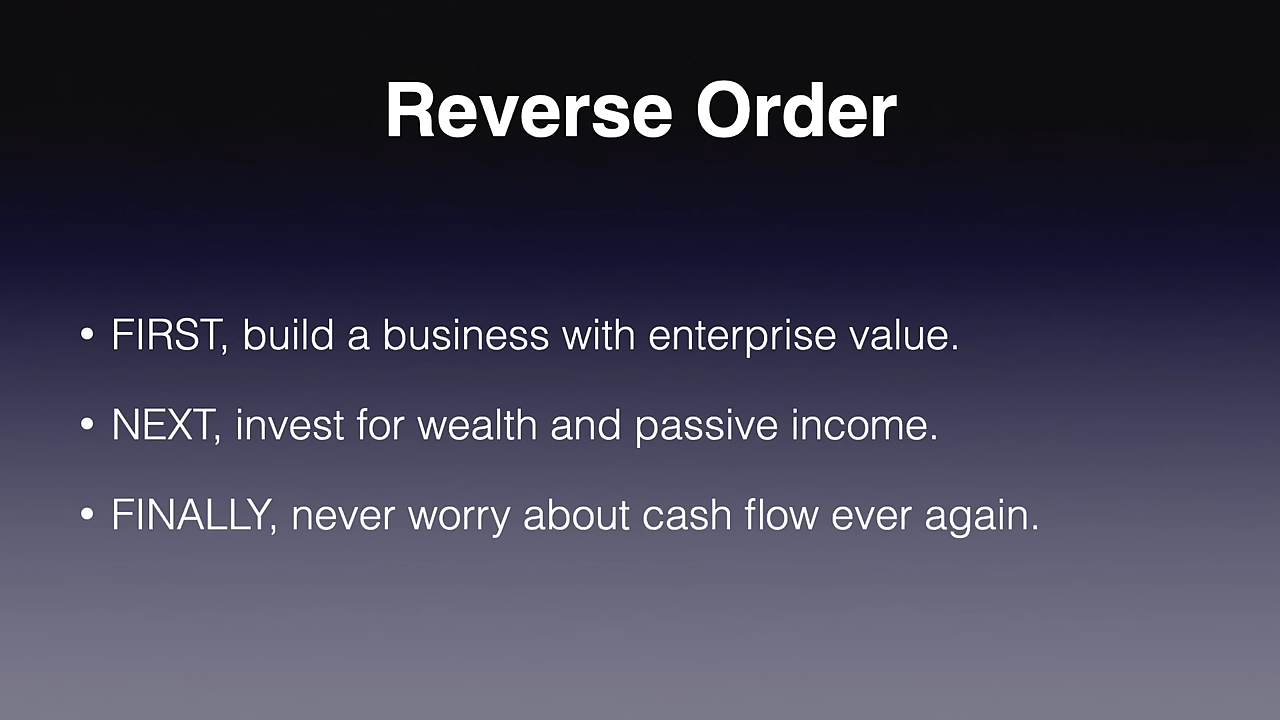 Reverse Order
• FIRST, build a business with enterprise value.
• NEXT, invest for wealth and passive income.
• FINALLY, never worry about cash flow ever again.